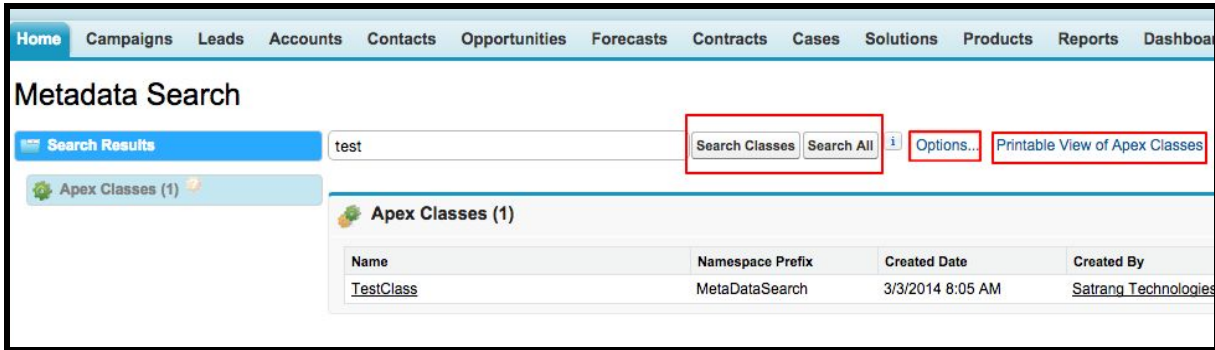 Home Campaigns Leads Accounts Contacts Opportunities Forecasts Contracts Cases Solutions Products Reports Dashboar
Metadata Search
Search Results
test
Search Classes Search All i Options... Printable View of Apex Classes
Apex Classes (1)
Apex Classes (1)
Name Namespace Prefix Created Date Created By
TestClass MetaDataSearch 3/3/2014 8:05 AM Satrang Technologies